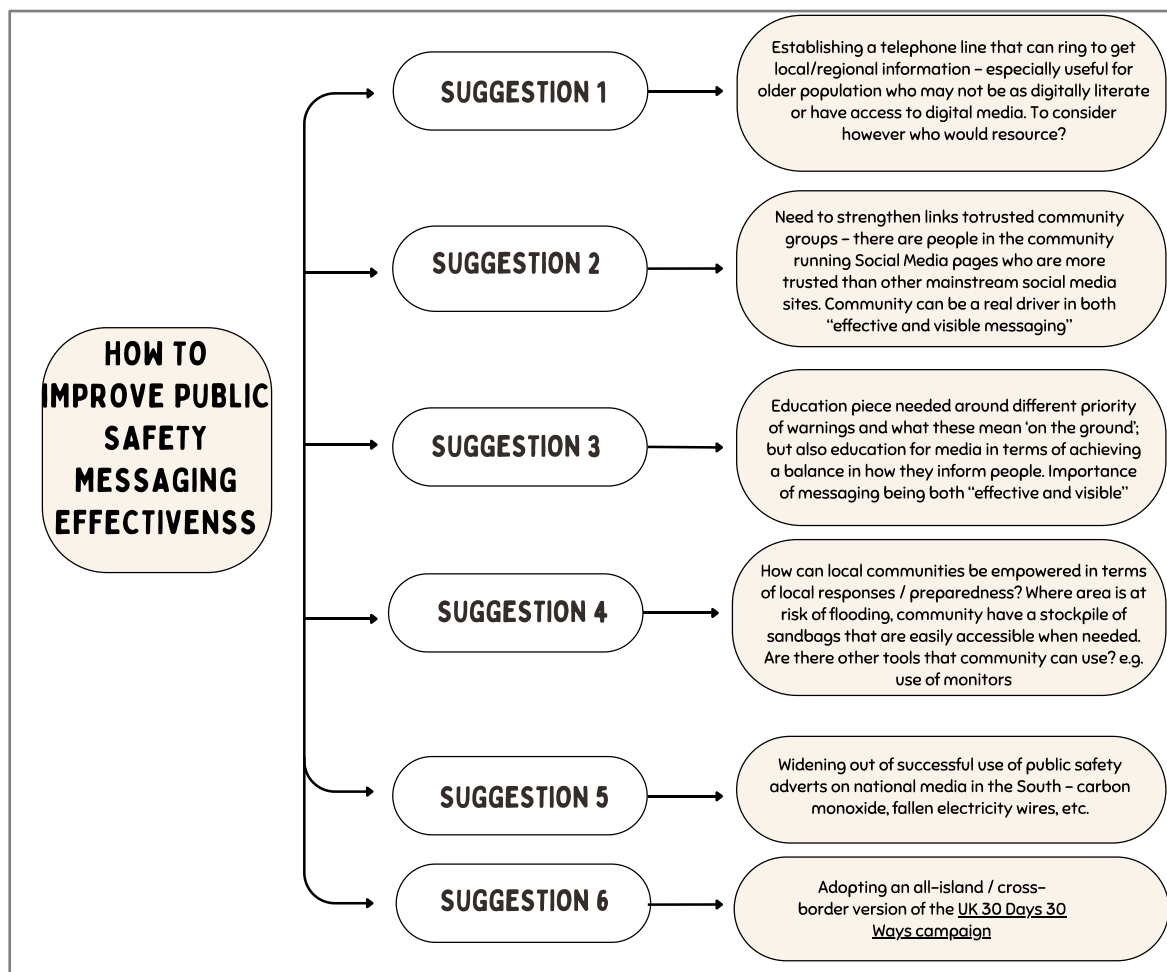 HOW TO
IMPROVE PUBLIC
SAFETY
MESSAGING
EFFECTIVENSS
SUGGESTION 1
Establishing a telephone line that can ring to get
local/regional information – especially useful for
older population who may not be as digitally literate
or have access to digital media. To consider
however who would resource?
SUGGESTION 2
Need to strengthen links totrusted community
groups – there are people in the community
running Social Media pages who are more
trusted than other mainstream social media
sites. Community can be a real driver in both
“effective and visible messaging”
SUGGESTION 3
Education piece needed around different priority
of warnings and what these mean ‘on the ground’;
but also education for media in terms of achieving
a balance in how they inform people. Importance
of messaging being both “effective and visible”
SUGGESTION 4
How can local communities be empowered in terms
of local responses / preparedness? Where area is at
risk of flooding, community have a stockpile of
sandbags that are easily accessible when needed.
Are there other tools that community can use? e.g.
use of monitors
SUGGESTION 5
Widening out of successful use of public safety
adverts on national media in the South – carbon
monoxide, fallen electricity wires, etc.
SUGGESTION 6
Adopting an all-island / cross-
border version of the UK 30 Days 30
Ways campaign